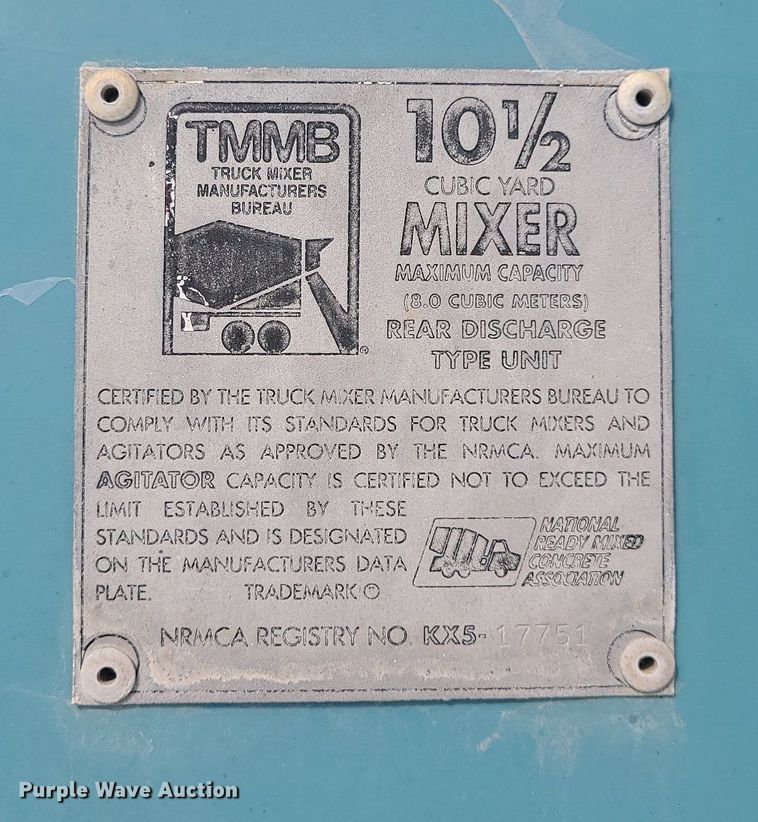 TMMB
TRUCK MIXER
MANUFACTURERS
BUREAU
®
10 1/2
CUBIC YARD
MIXER
MAXIMUM CAPACITY
(8.0 CUBIC METERS)
REAR DISCHARGE
TYPE UNIT
CERTIFIED BY THE TRUCK MIXER MANUFACTURERS BUREAU TO
COMPLY WITH ITS STANDARDS FOR TRUCK MIXERS AND
AGITATORS AS APPROVED BY THE NRMCA. MAXIMUM
AGITATOR CAPACITY IS CERTIFIED NOT TO EXCEED THE
LIMIT ESTABLISHED BY THESE
STANDARDS AND IS DESIGNATED
ON THE MANUFACTURERS DATA
PLATE. TRADEMARK ©
NATIONAL
READY MIXED
CONCRETE
ASSOCIATION
NRMCA REGISTRY NO. KX5-17751
Purple Wave Auction